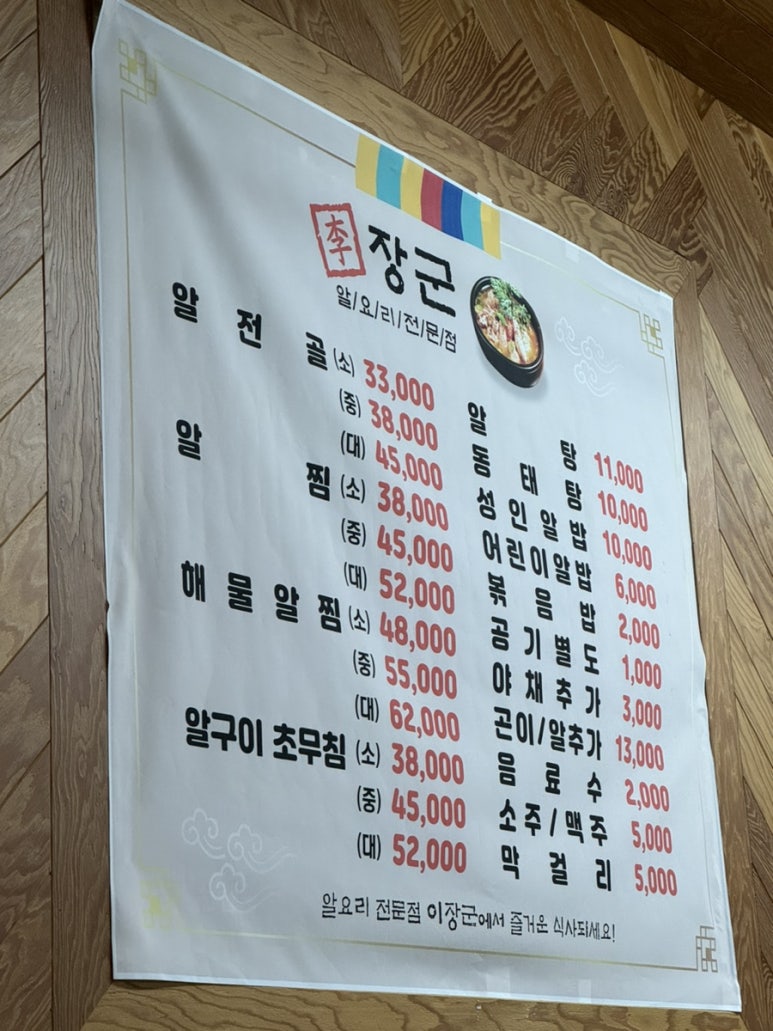 李 장군
알/요/리/전/문/점
알전골 (소) 33,000
(중) 38,000
(대) 45,000
알찜 (소) 38,000
(중) 45,000
(대) 52,000
해물알찜 (소) 48,000
(중) 55,000
(대) 62,000
알구이 초무침 (소) 38,000
(중) 45,000
(대) 52,000
알탕 11,000
동태탕 10,000
성인알밥 10,000
어린이알밥 6,000
볶음밥 2,000
공기별도 1,000
야채추가 3,000
곤이/알추가 13,000
음료수 2,000
소주/맥주 5,000
막걸리 5,000
알요리 전문점 이장군에서 즐거운 식사되세요!